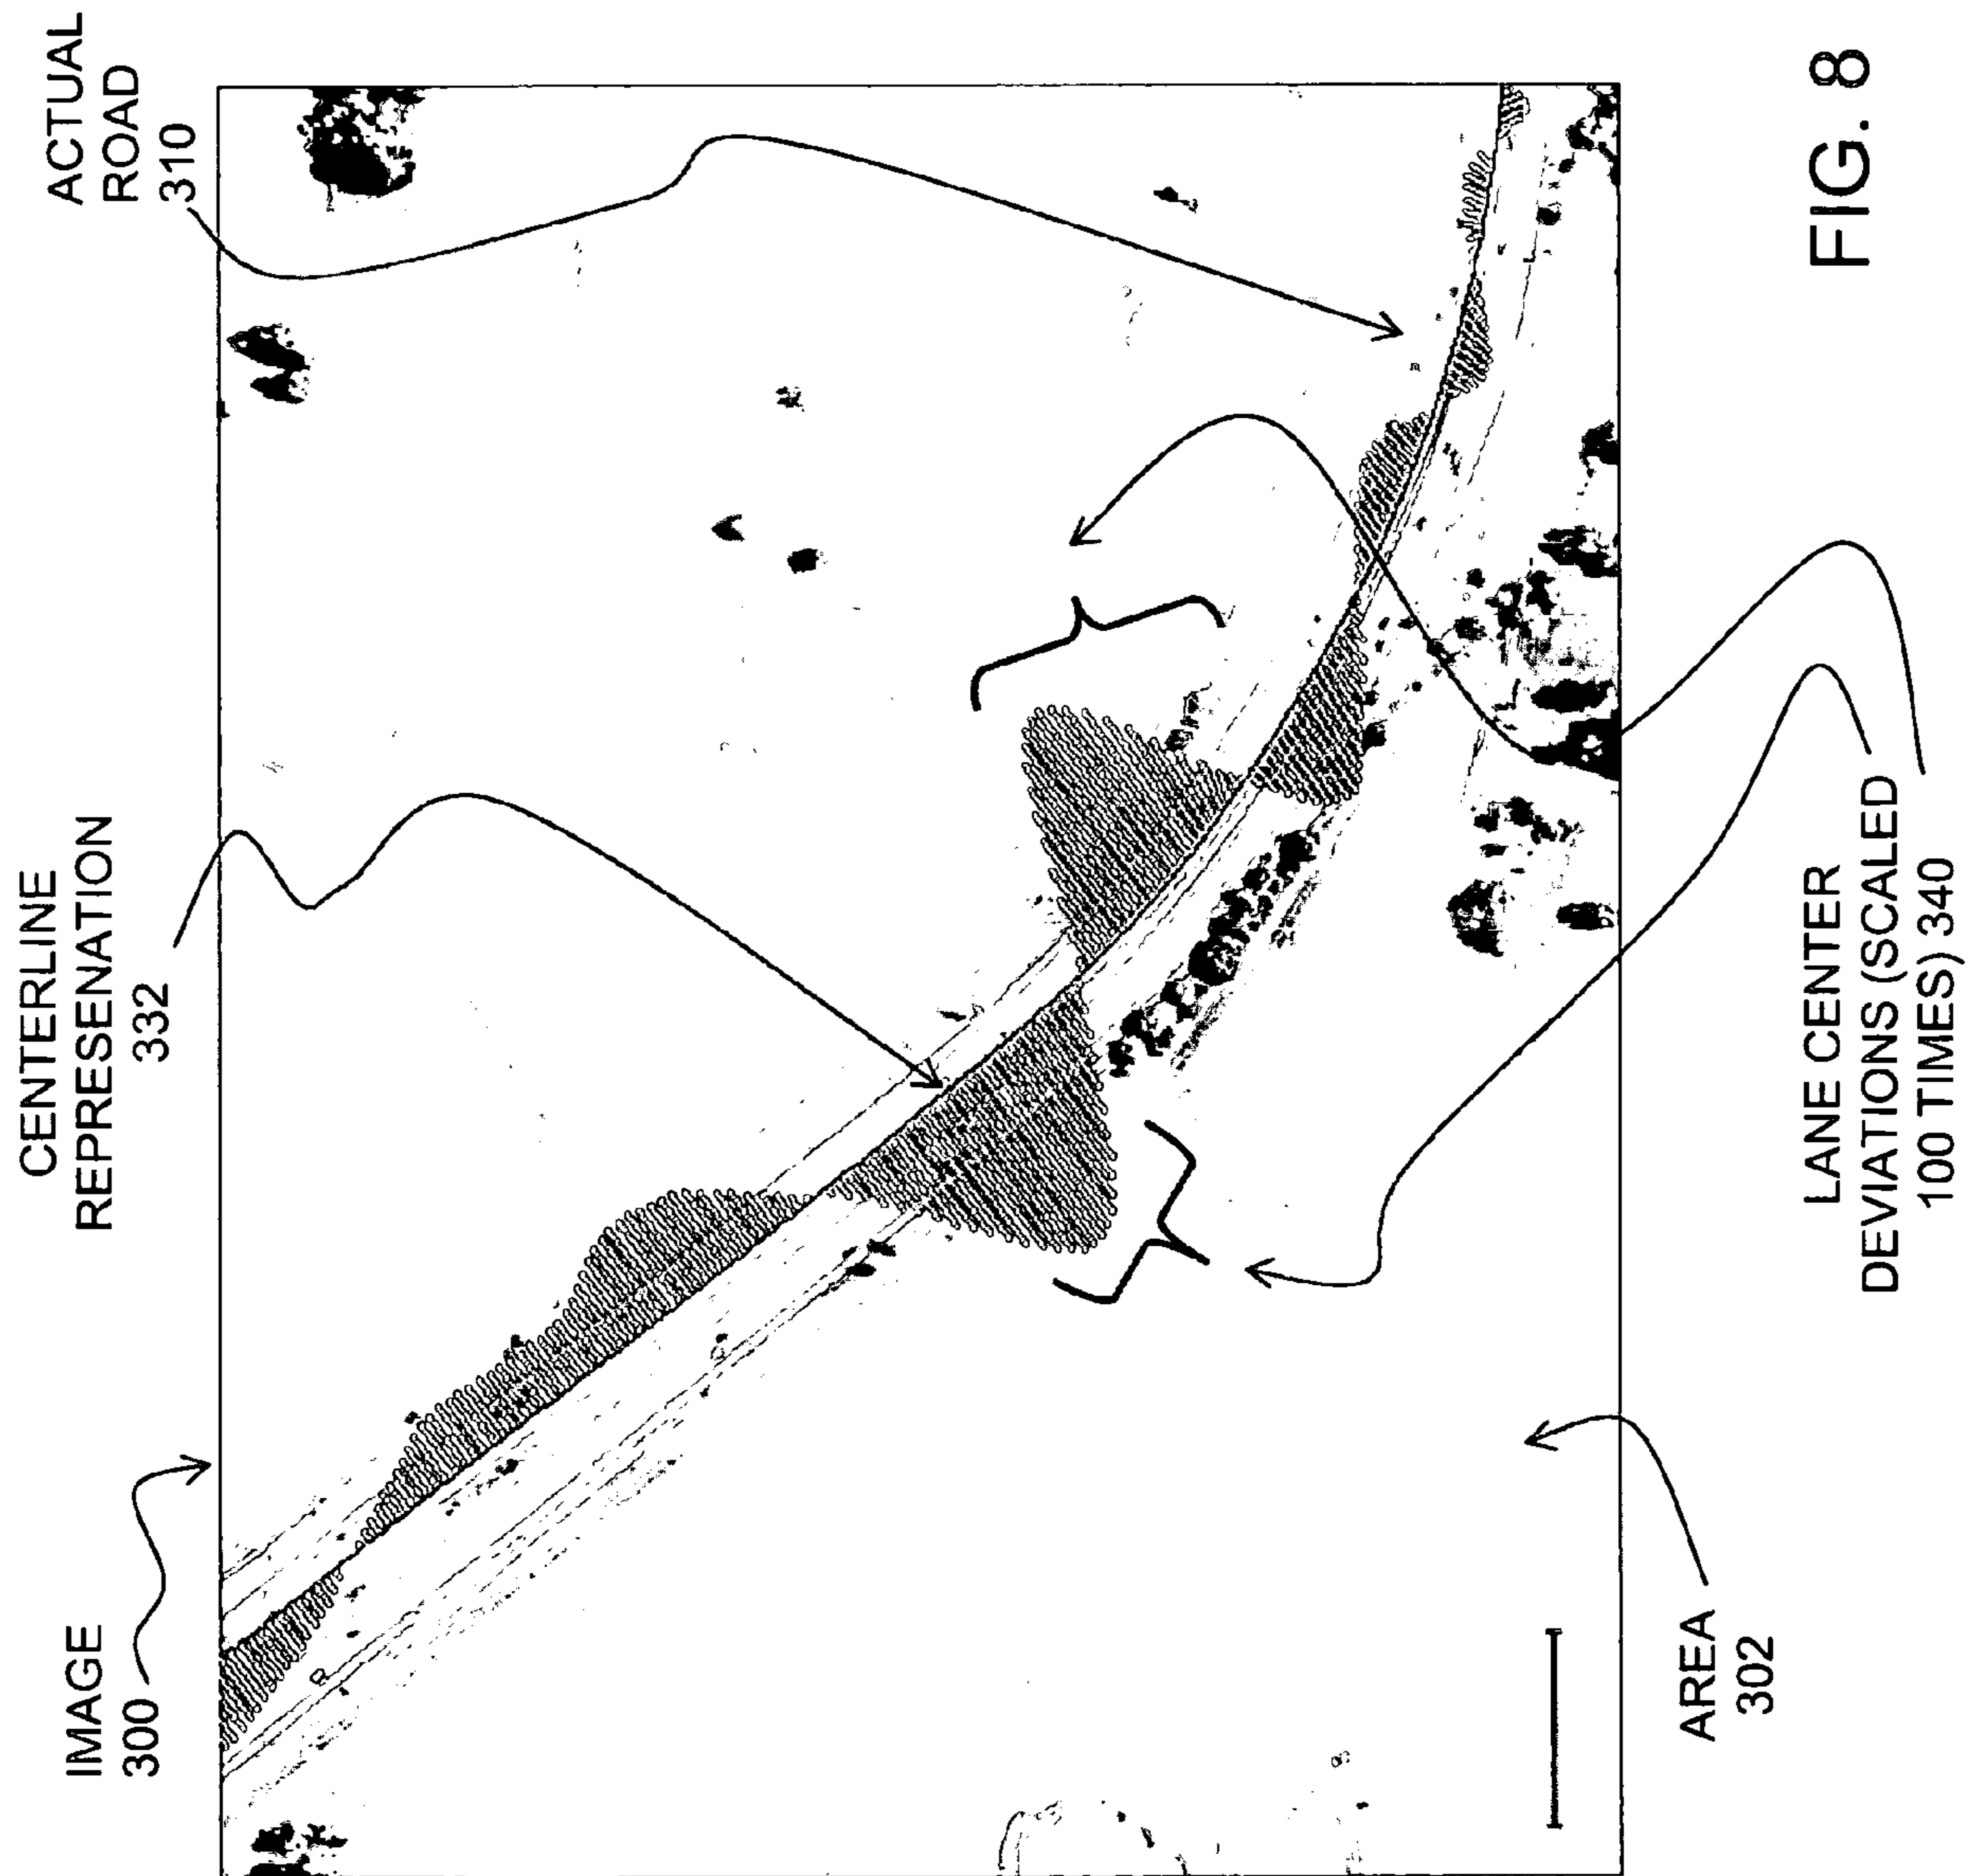 IMAGE
300
CENTERLINE
REPRESENATION
332
ACTUAL
ROAD
310
AREA
302
LANE CENTER
DEVIATIONS (SCALED
100 TIMES) 340
FIG. 8